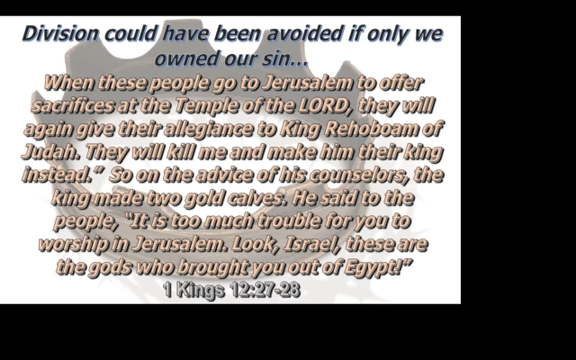 Division could have been avoided if only we
owned our sin...
When these people go to Jerusalem to offer
sacrifices at the Temple of the LORD, they will
again give their allegiance to King Rehoboam of
Judah. They will kill me and make him their king
instead.” So on the advice of his counselors, the
king made two gold calves. He said to the
people, “It is too much trouble for you to
worship in Jerusalem. Look, Israel, these are
the gods who brought you out of Egypt!”
1 Kings 12:27-28